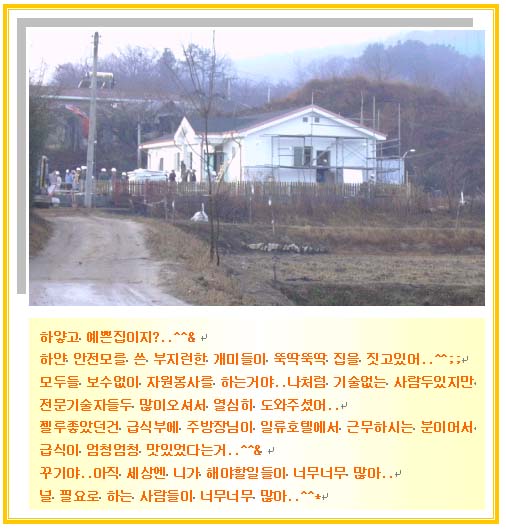 하얗고. 예쁜집이지?..^^&
하얀. 안전모를. 쓴. 부지런한. 개미들이. 뚝딱뚝딱. 집을. 짓고있어..^^;;
모두들. 보수없이. 자원봉사를. 하는거야..나처럼. 기술없는. 사람두있지만.
전문기술자들두. 많이오셔서. 열심히. 도와주셨어..
젤루좋았던건. 급식부에. 주방장님이. 일류호텔에서. 근무하시는. 분이어서.
급식이. 엄청엄청. 맛있었다는거..^^&
꾸거야..아직. 세상엔. 니가. 해야할일들이. 너무너무. 많아..
널. 필요로. 하는. 사람들이. 너무너무. 많아..^^*